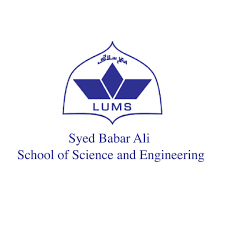 LUMS
Syed Babar Ali
School of Science and Engineering